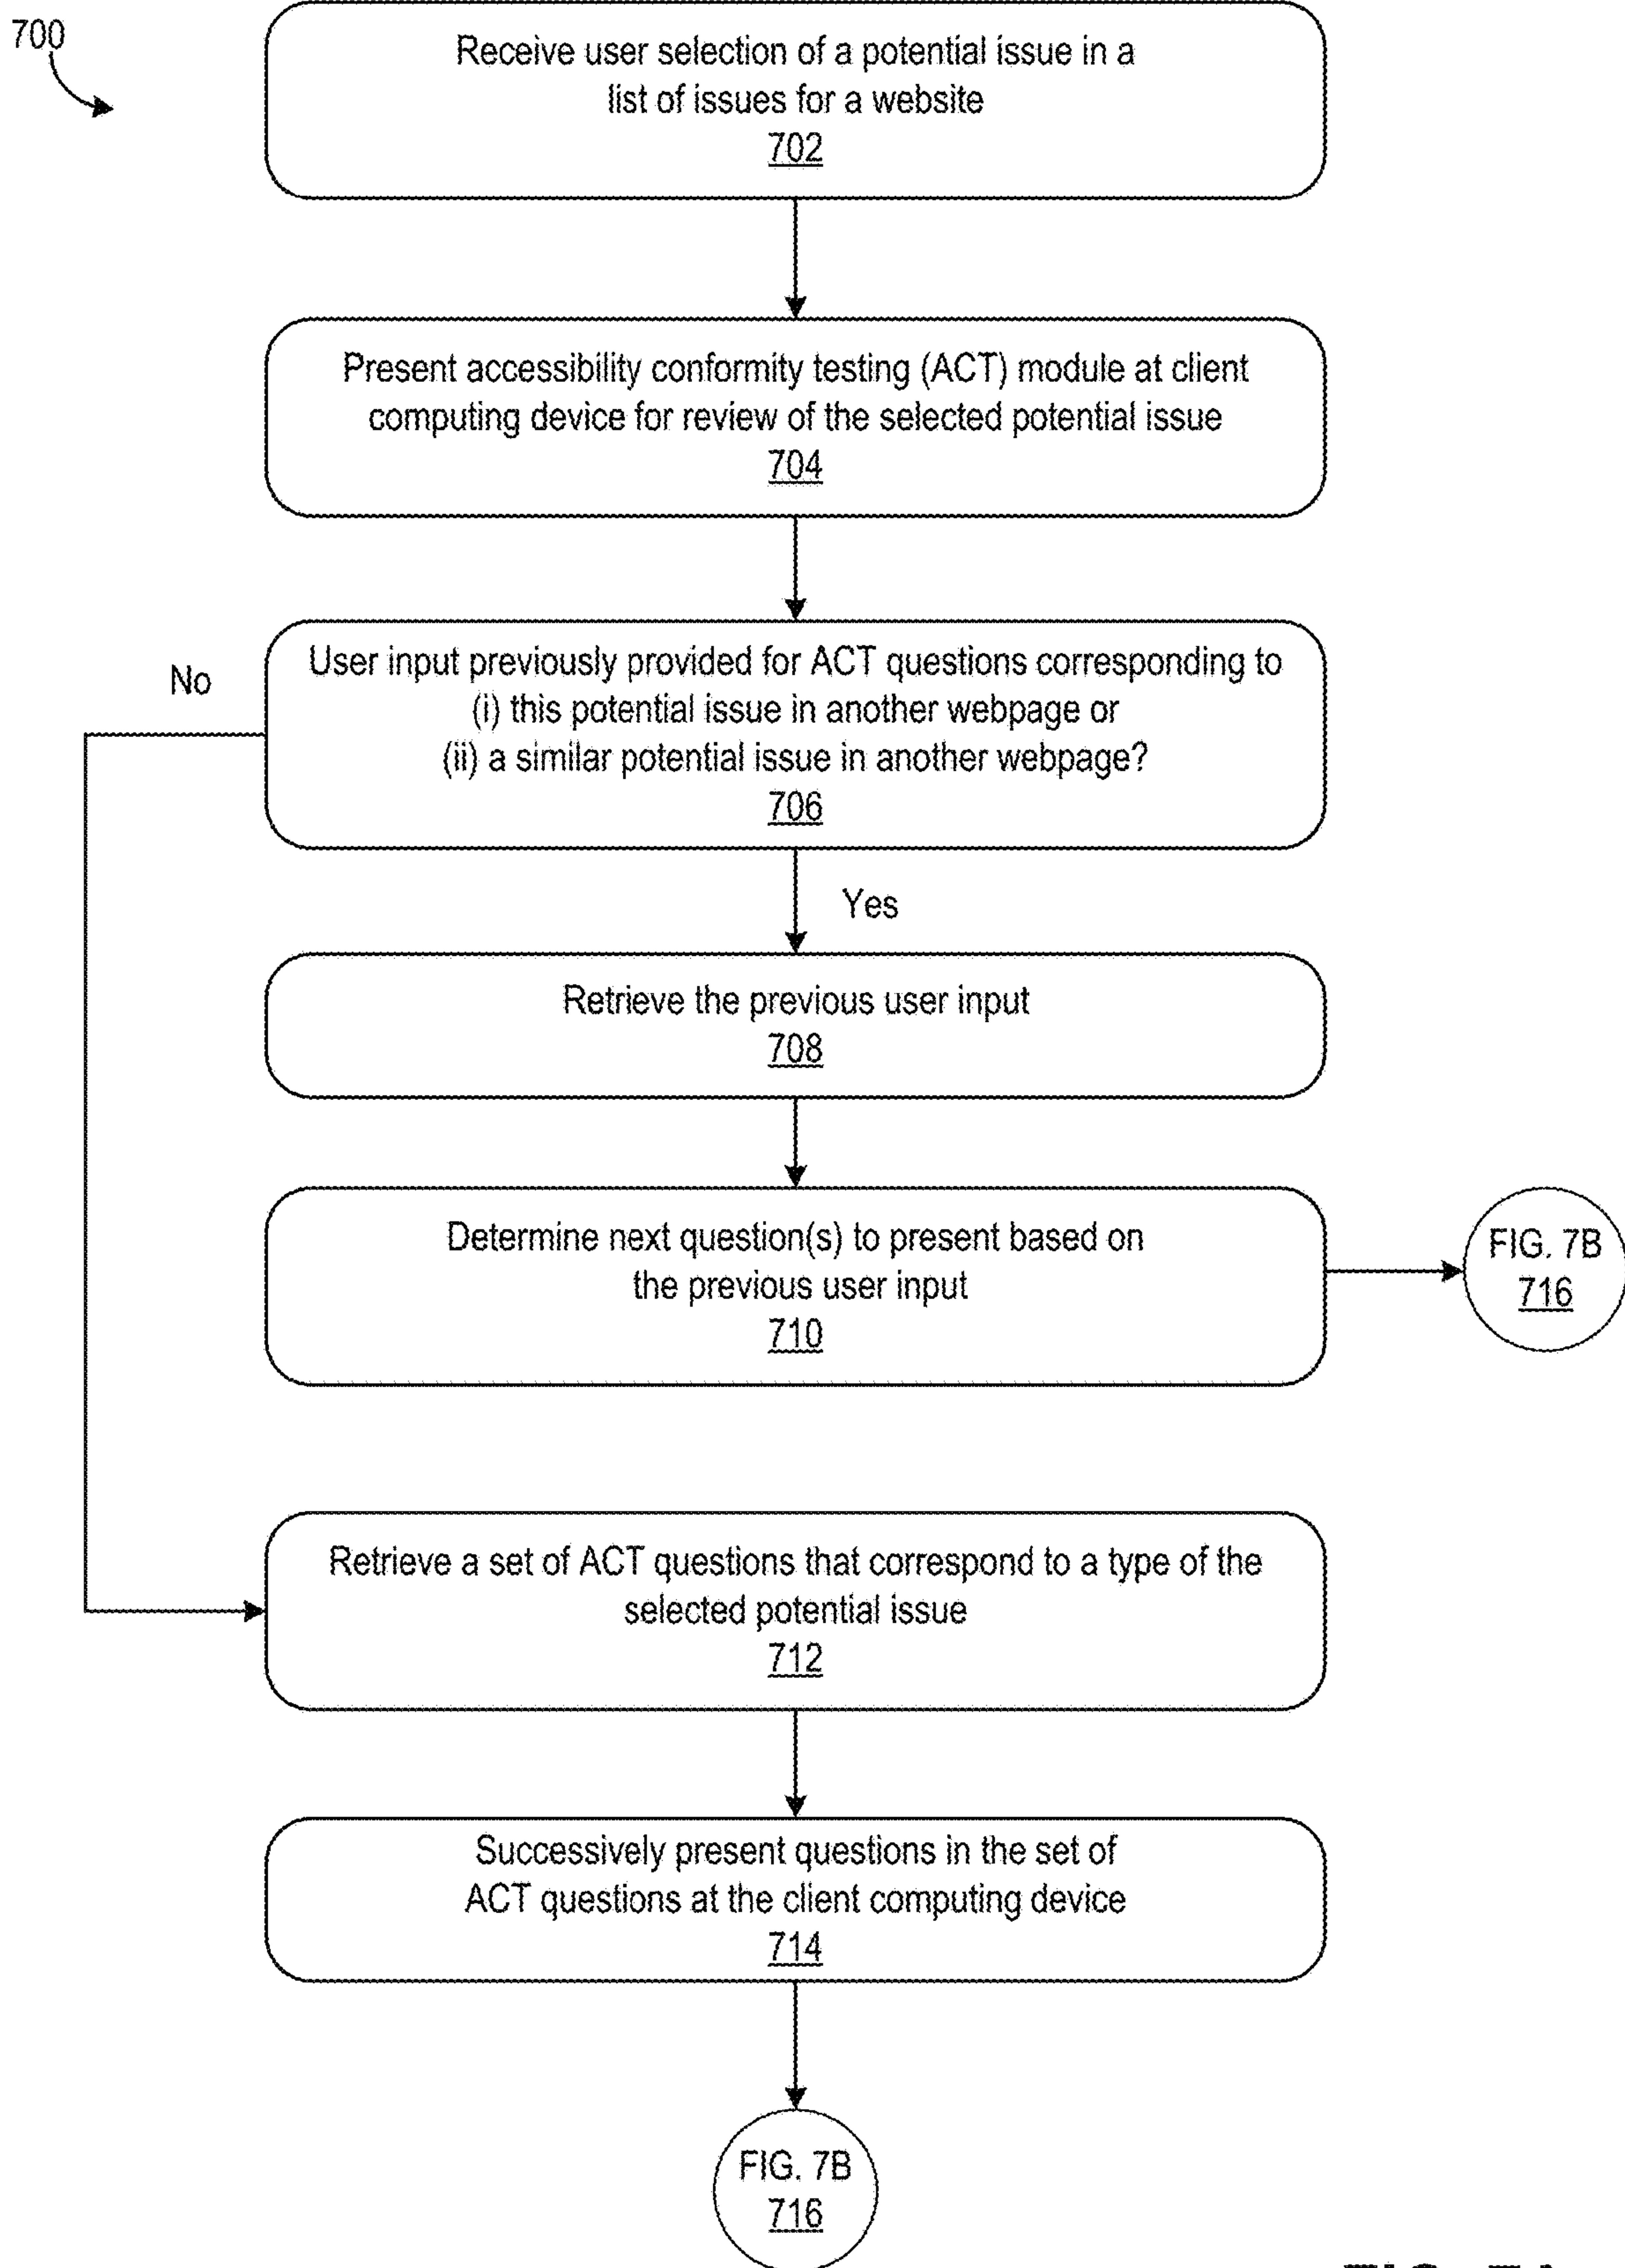 700
Receive user selection of a potential issue in a
list of issues for a website
702
Present accessibility conformity testing (ACT) module at client
computing device for review of the selected potential issue
704
No
User input previously provided for ACT questions corresponding to
(i) this potential issue in another webpage or
(ii) a similar potential issue in another webpage?
706
Yes
Retrieve the previous user input
708
Determine next question(s) to present based on
the previous user input
710
FIG. 7B
716
Retrieve a set of ACT questions that correspond to a type of the
selected potential issue
712
Successively present questions in the set of
ACT questions at the client computing device
714
FIG. 7B
716